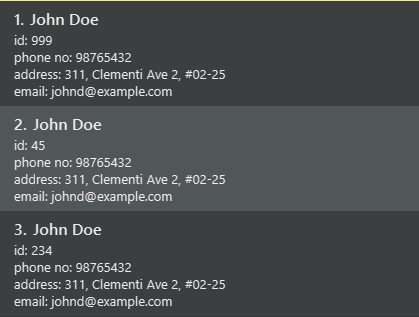 1. John Doe
id: 999
phone no: 98765432
address: 311, Clementi Ave 2, #02-25
email: johnd@example.com
2. John Doe
id: 45
phone no: 98765432
address: 311, Clementi Ave 2, #02-25
email: johnd@example.com
3. John Doe
id: 234
phone no: 98765432
address: 311, Clementi Ave 2, #02-25
email: johnd@example.com